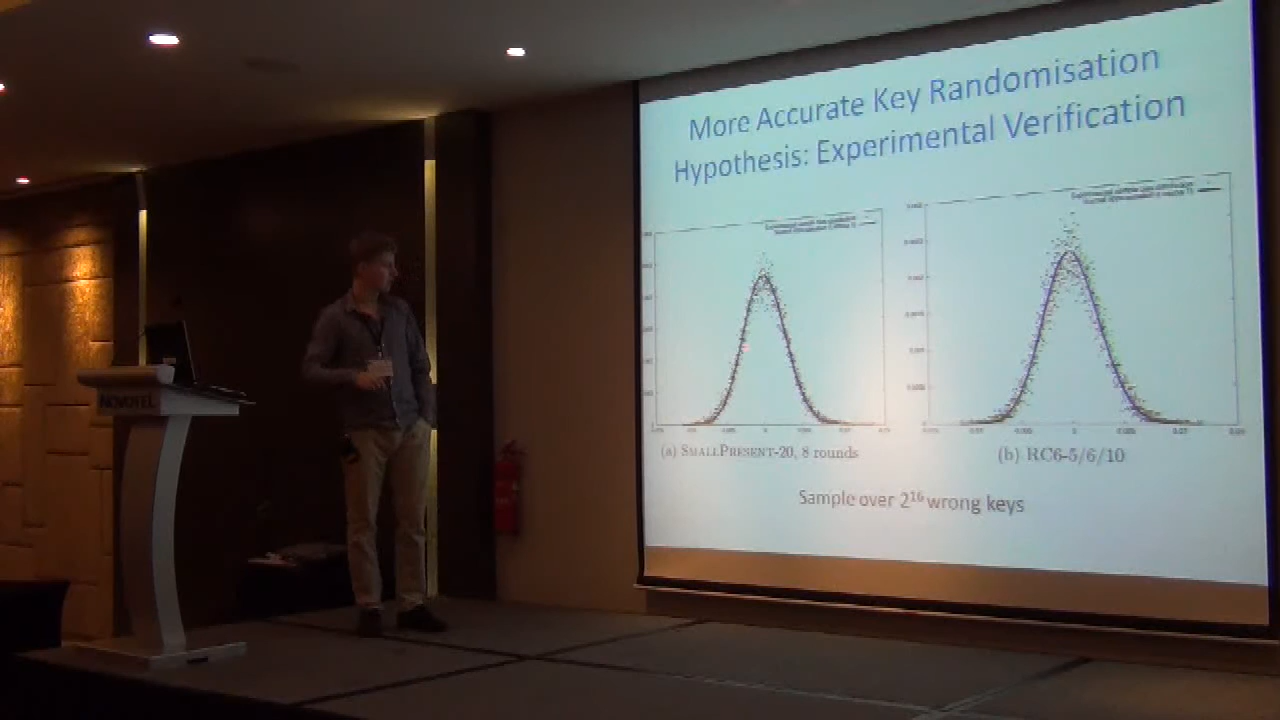 More Accurate Key Randomisation
Hypothesis: Experimental Verification
(a) SMALLPRESENT-20, 8 rounds
(b) RC6-5/6/10
Sample over 2¹⁶ wrong keys
NOVOTEL